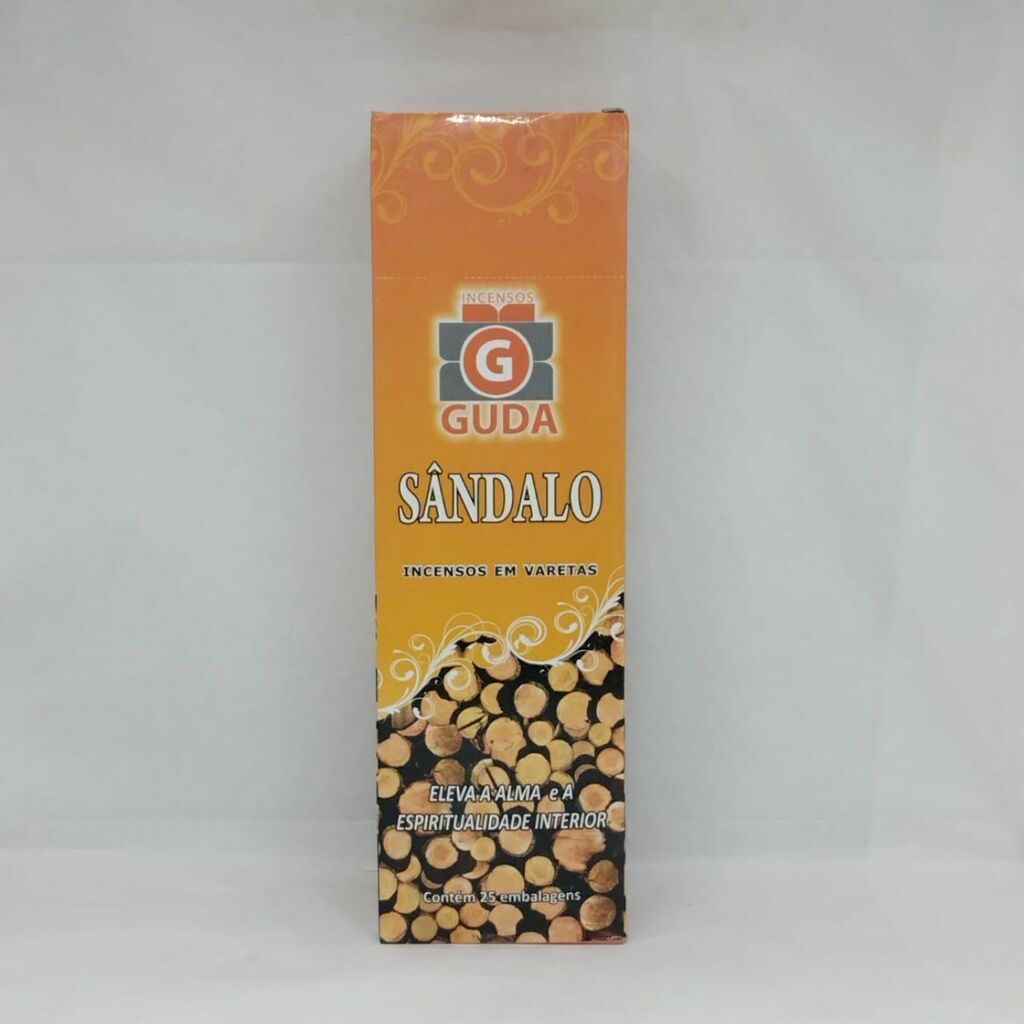 INCENSOS
G
GUDA
SÂNDALO
INCENSOS EM VARETAS
ELEVA A ALMA e A
ESPIRITUALIDADE INTERIOR
Contém 25 embalagens